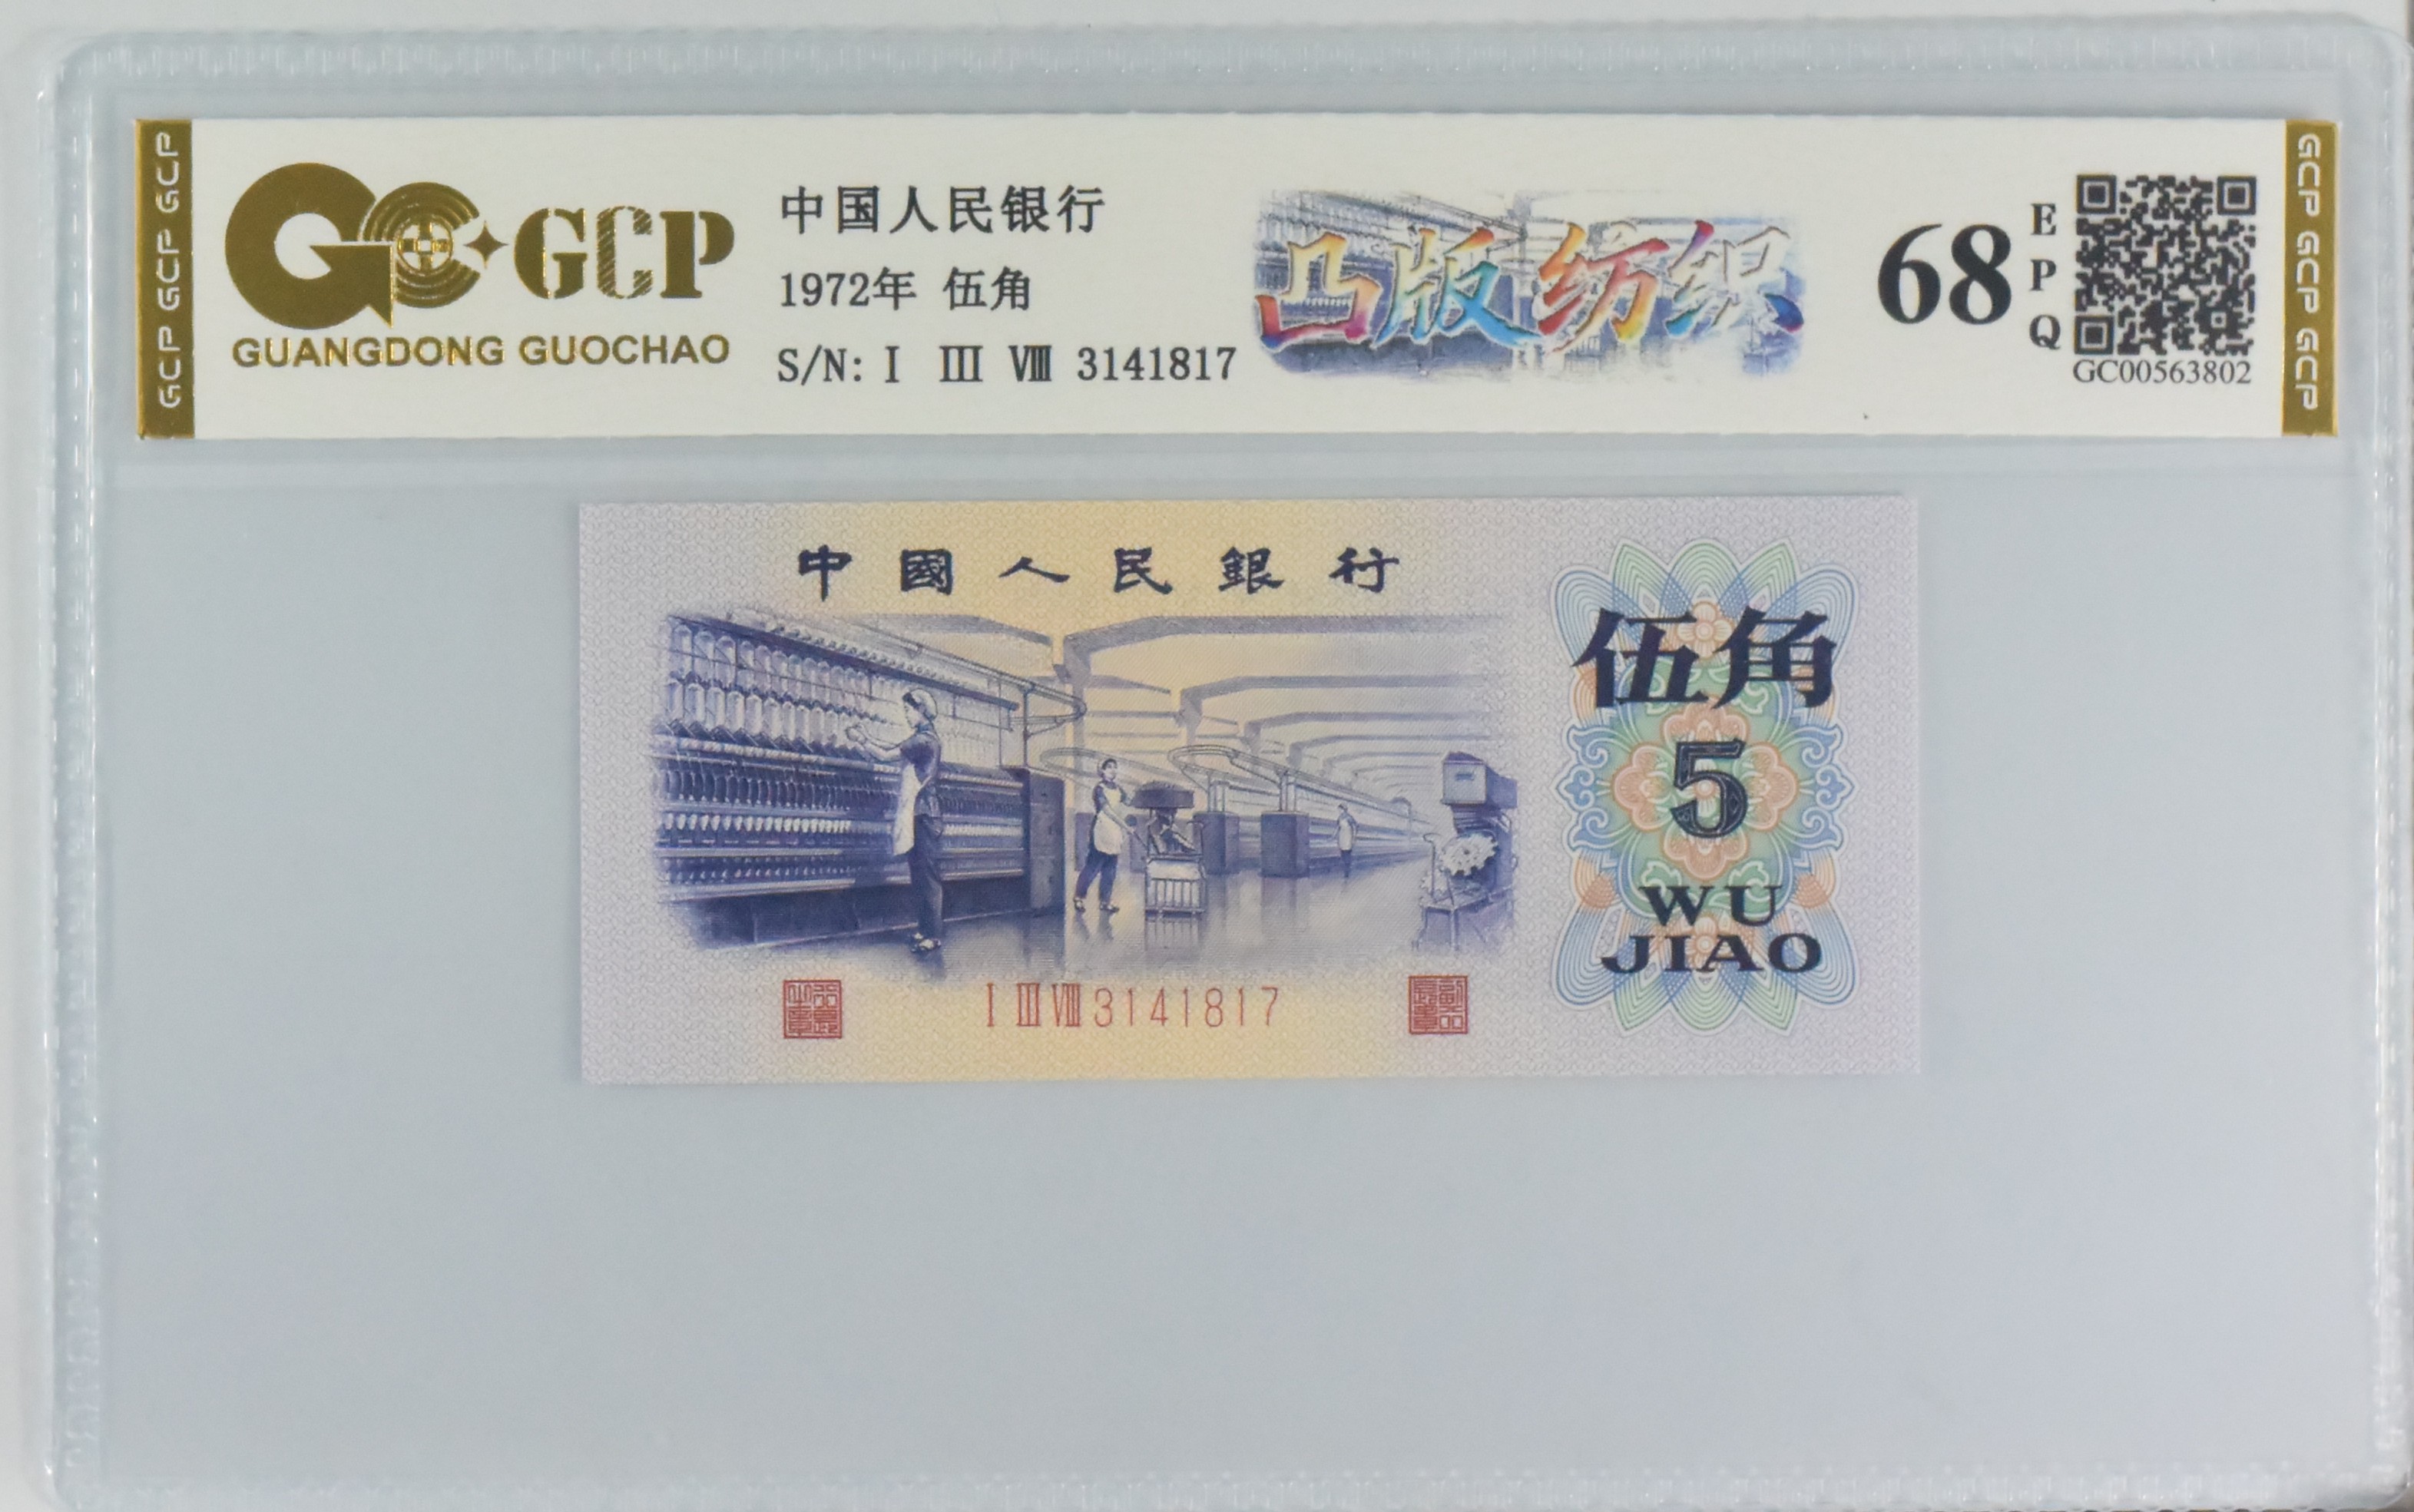 GCP GCP GCP
GCP
GUANGDONG GUOCHAO
中国人民银行
1972年 伍角
S/N: I III VIII 3141817
凸版纺织
68
EPQ
GC00563802
GCP GCP GCP
中國人民銀行
伍角
5
WU
JIAO
I III VIII 3141817